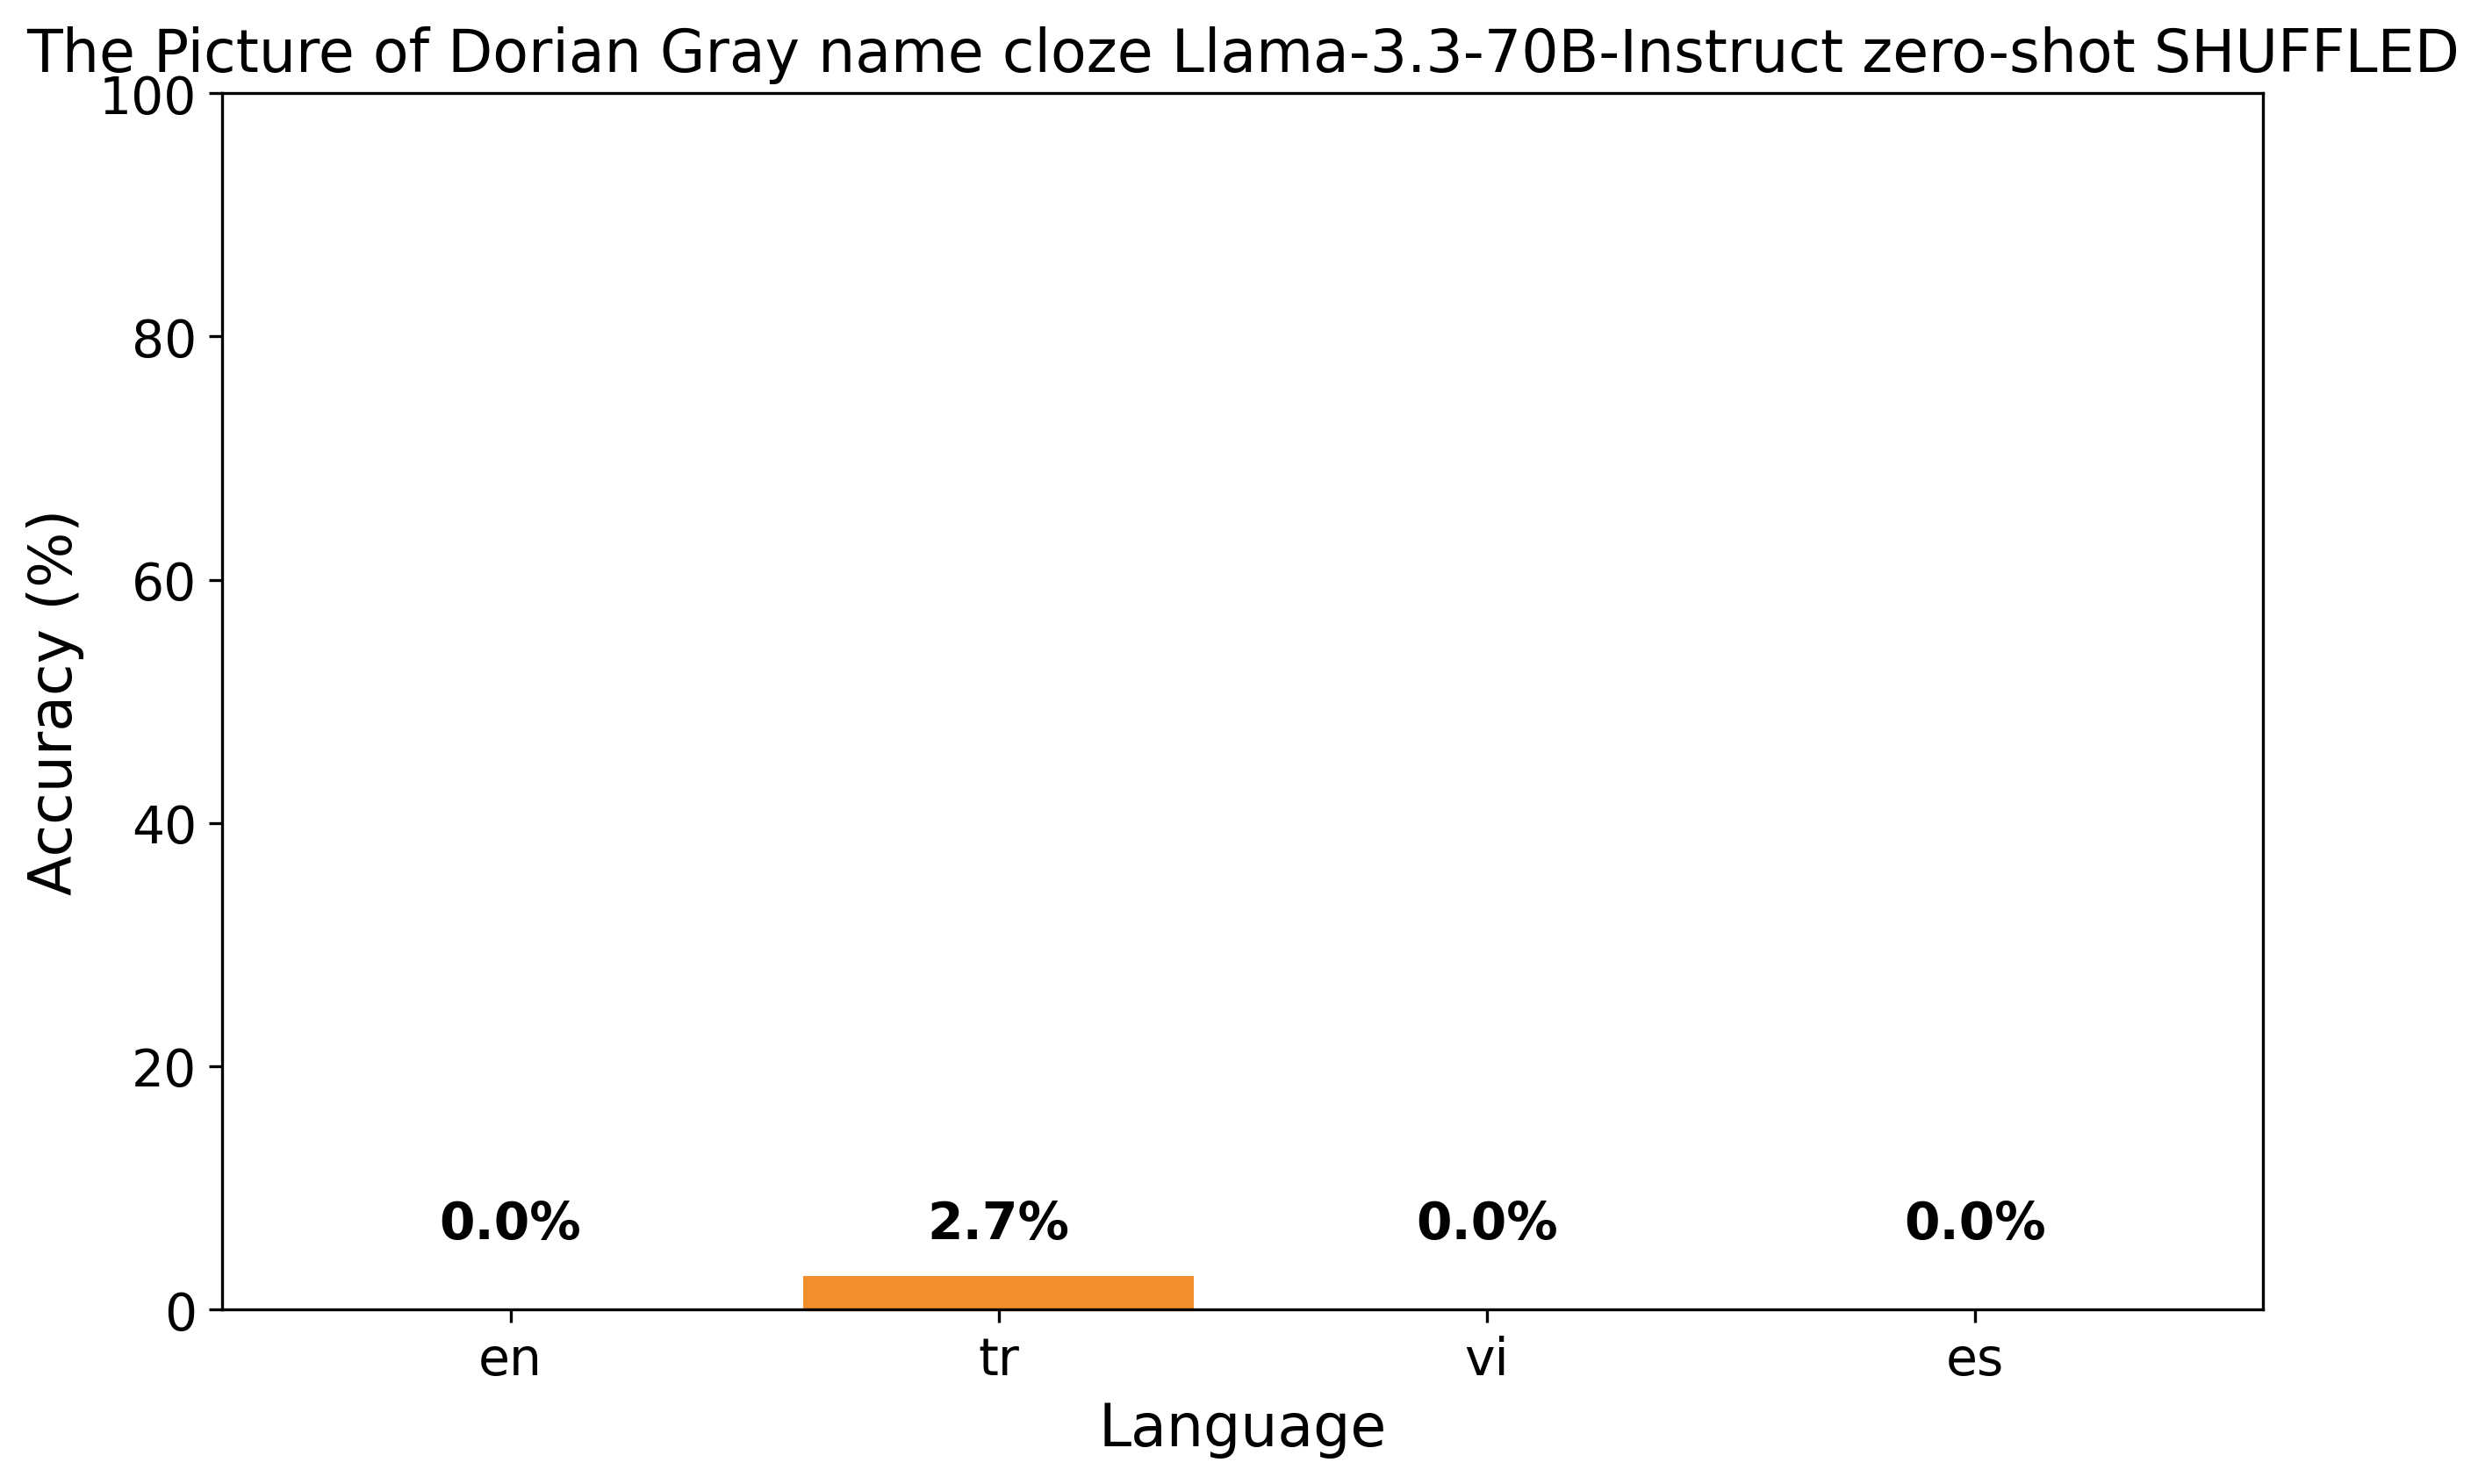 The Picture of Dorian Gray name cloze Llama-3.3-70B-Instruct zero-shot SHUFFLED
100
80
60
40
20
0
Accuracy (%)
0.0%
2.7%
0.0%
0.0%
en
tr
vi
es
Language